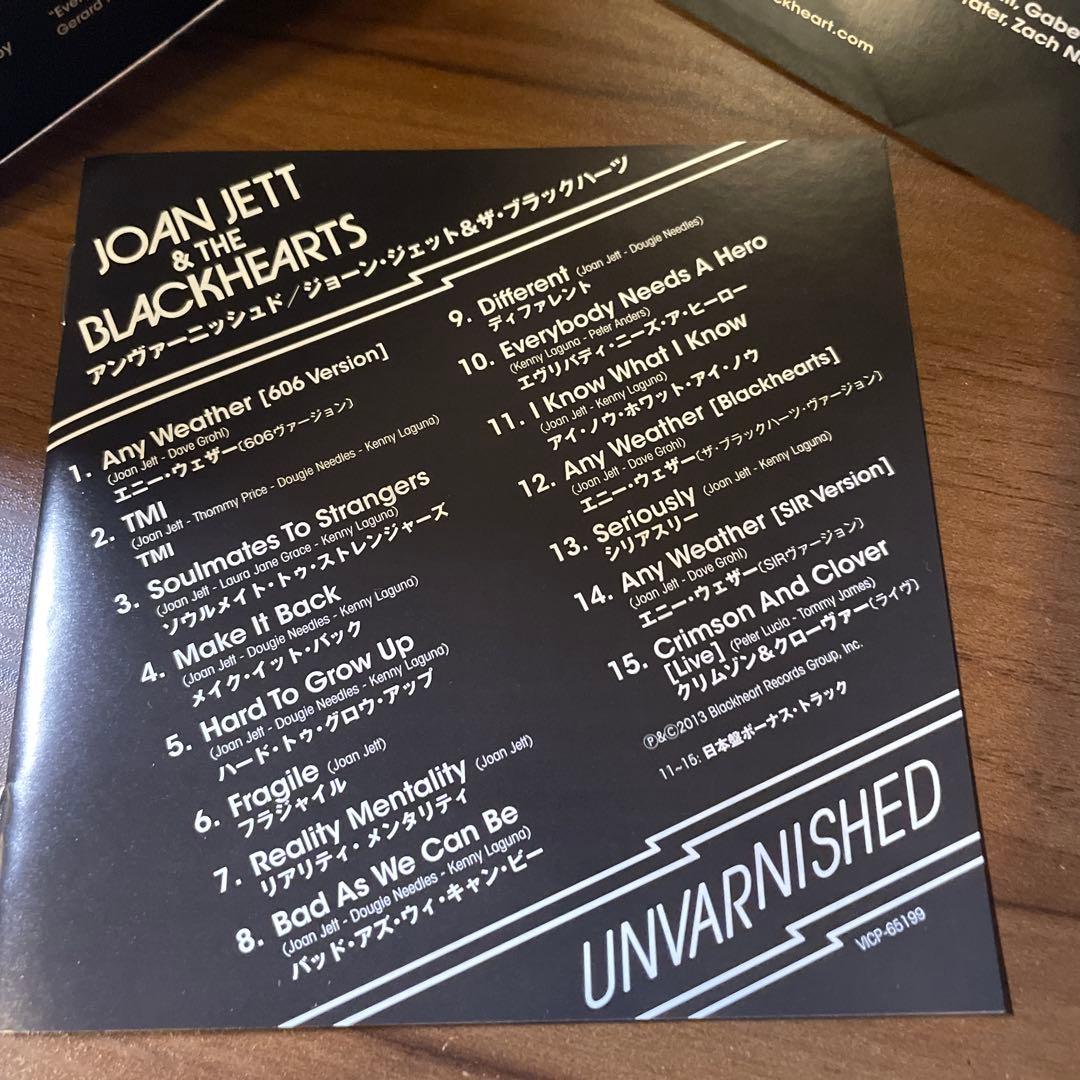 "Eve
Gerard
by
Gabe
ater, Zach N
ckheart.com
JOAN JETT
& THE
BLACKHEARTS
アンヴァーニッシュド／ジョーン・ジェット&ザ・ブラックハーツ
1. Any Weather [606 Version]
(Joan Jett - Dave Grohl)
エニー・ウェザー〔606ヴァージョン〕
2. TMI
(Joan Jett - Thommy Price - Dougie Needles - Kenny Laguna)
TMI
3. Soulmates To Strangers
(Joan Jett - Laura Jane Grace - Kenny Laguna)
ソウルメイト・トゥ・ストレンジャーズ
4. Make It Back
(Joan Jett - Dougie Needles - Kenny Laguna)
メイク・イット・バック
5. Hard To Grow Up
(Joan Jett - Dougie Needles - Kenny Laguna)
ハード・トゥ・グロウ・アップ
6. Fragile (Joan Jett)
フラジャイル
7. Reality Mentality (Joan Jett)
リアリティ・メンタリティ
8. Bad As We Can Be
(Joan Jett - Dougie Needles - Kenny Laguna)
バッド・アズ・ウィ・キャン・ビー
9. Different (Joan Jett - Dougie Needles)
ディファレント
10. Everybody Needs A Hero
(Kenny Laguna - Peter Anders)
エヴリバディ・ニーズ・ア・ヒーロー
11. I Know What I Know
(Joan Jett - Kenny Laguna)
アイ・ノウ・ホワット・アイ・ノウ
12. Any Weather [Blackhearts]
(Joan Jett - Dave Grohl)
エニー・ウェザー〔ザ・ブラックハーツ・ヴァージョン〕
13. Seriously (Joan Jett - Kenny Laguna)
シリアスリー
14. Any Weather [SIR Version]
(Joan Jett - Dave Grohl)
エニー・ウェザー〔SIRヴァージョン〕
15. Crimson And Clover
[Live] (Peter Lucia - Tommy James)
クリムゾン&クローヴァー〔ライヴ〕
Ⓟ&Ⓒ2013 Blackheart Records Group, Inc.
11~15: 日本盤ボーナス・トラック
UNVARNISHED
VICP-65199